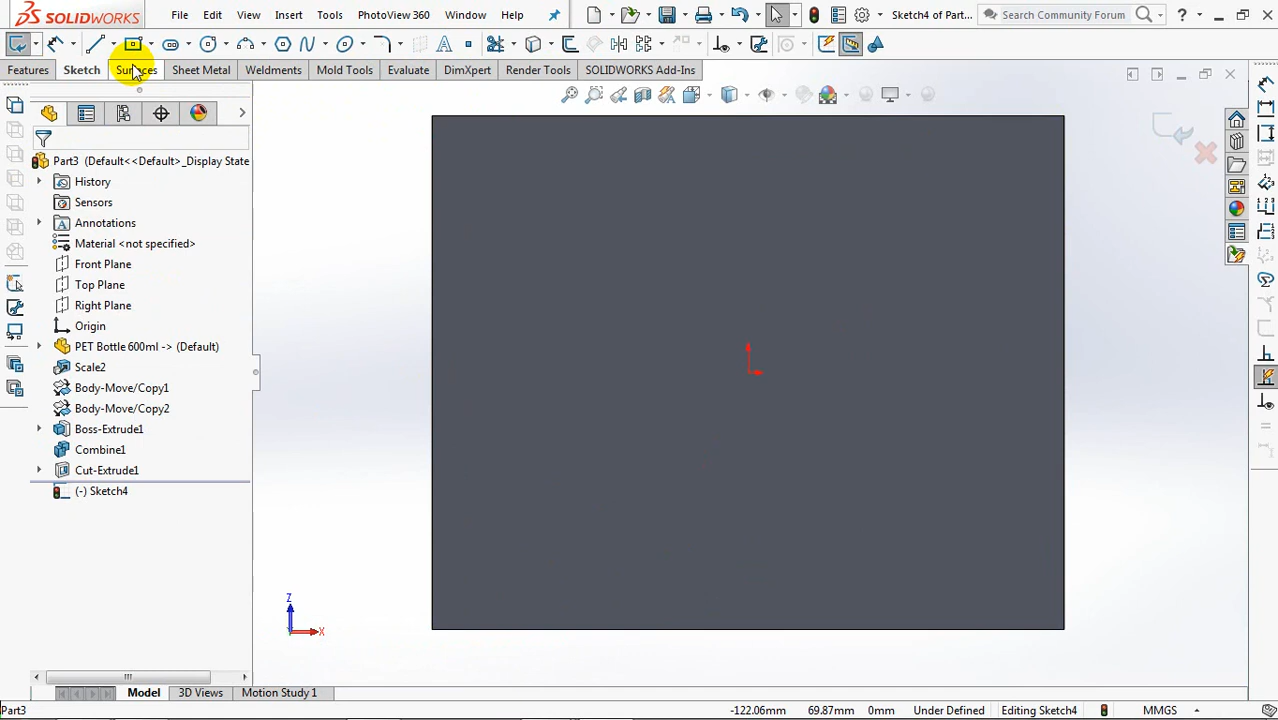 SOLIDWORKS File Edit View Insert Tools PhotoView 360 Window Help Sketch4 of Part... Search Community Forum ?
Features Sketch Surfaces Sheet Metal Weldments Mold Tools Evaluate DimXpert Render Tools SOLIDWORKS Add-Ins
Part3 (Default<<Default>_Display State
History
Sensors
Annotations
Material <not specified>
Front Plane
Top Plane
Right Plane
Origin
PET Bottle 600ml -> (Default)
Scale2
Body-Move/Copy1
Body-Move/Copy2
Boss-Extrude1
Combine1
Cut-Extrude1
(-) Sketch4
Z
X
Model 3D Views Motion Study 1
Part3 -122.06mm 69.87mm 0mm Under Defined Editing Sketch4 MMGS